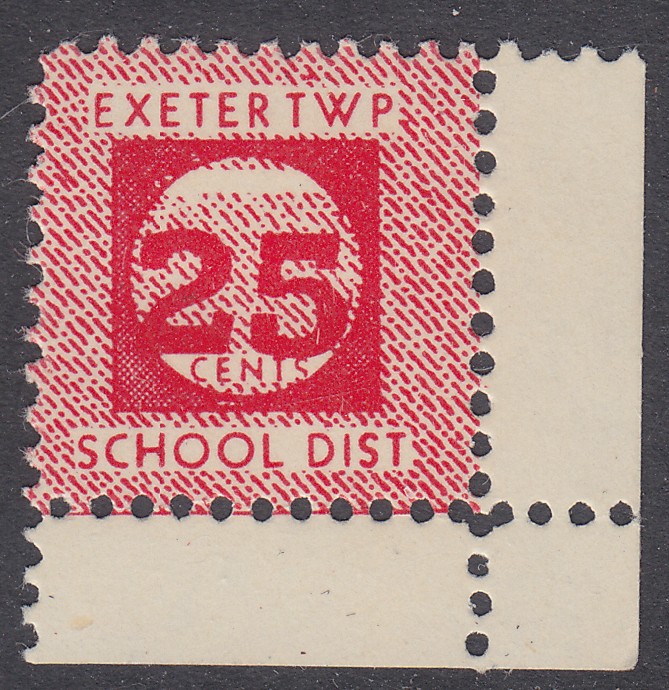 EXETER TWP
25
CENTS
SCHOOL DIST.